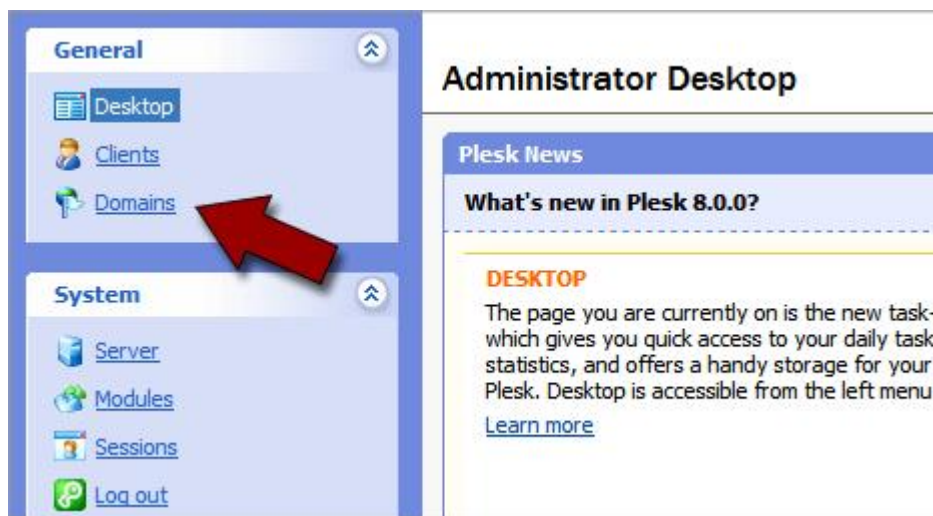 General
Desktop
Clients
Domains
System
Server
Modules
Sessions
Log out
Administrator Desktop
Plesk News
What's new in Plesk 8.0.0?
DESKTOP
The page you are currently on is the new task-
which gives you quick access to your daily task
statistics, and offers a handy storage for your
Plesk. Desktop is accessible from the left menu
Learn more